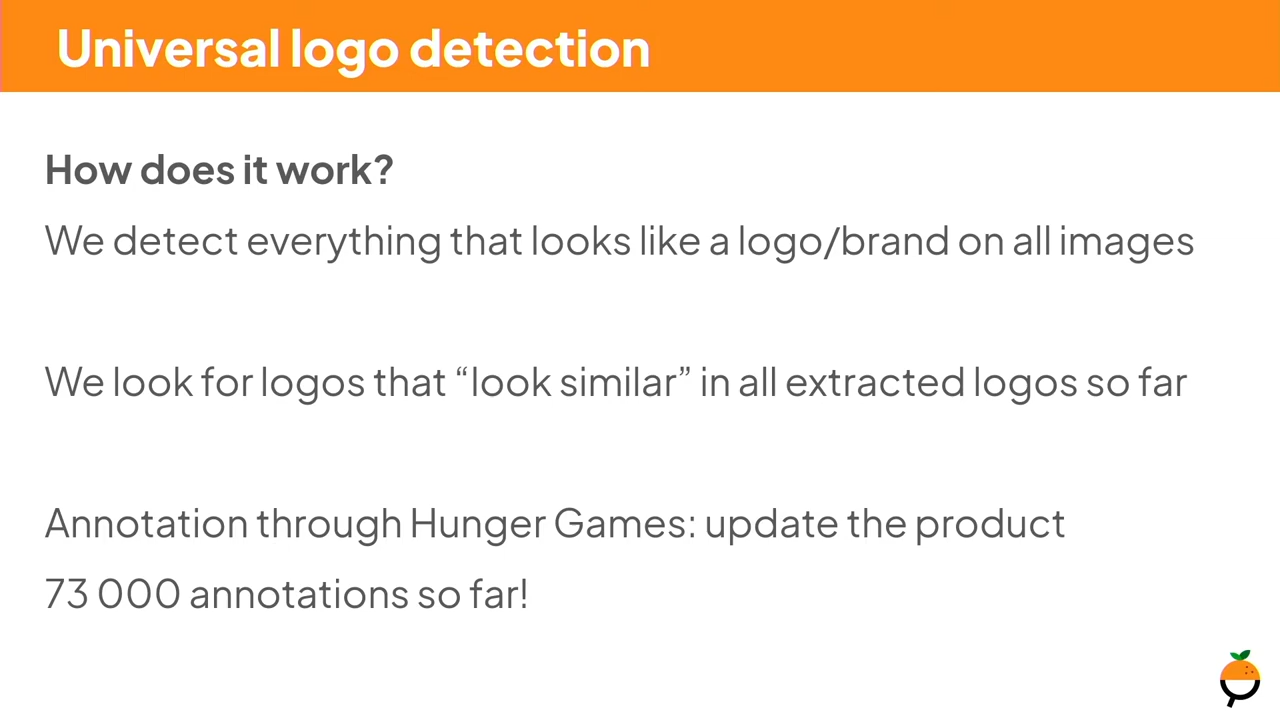 Universal logo detection
How does it work?
We detect everything that looks like a logo/brand on all images
We look for logos that “look similar” in all extracted logos so far
Annotation through Hunger Games: update the product
73 000 annotations so far!